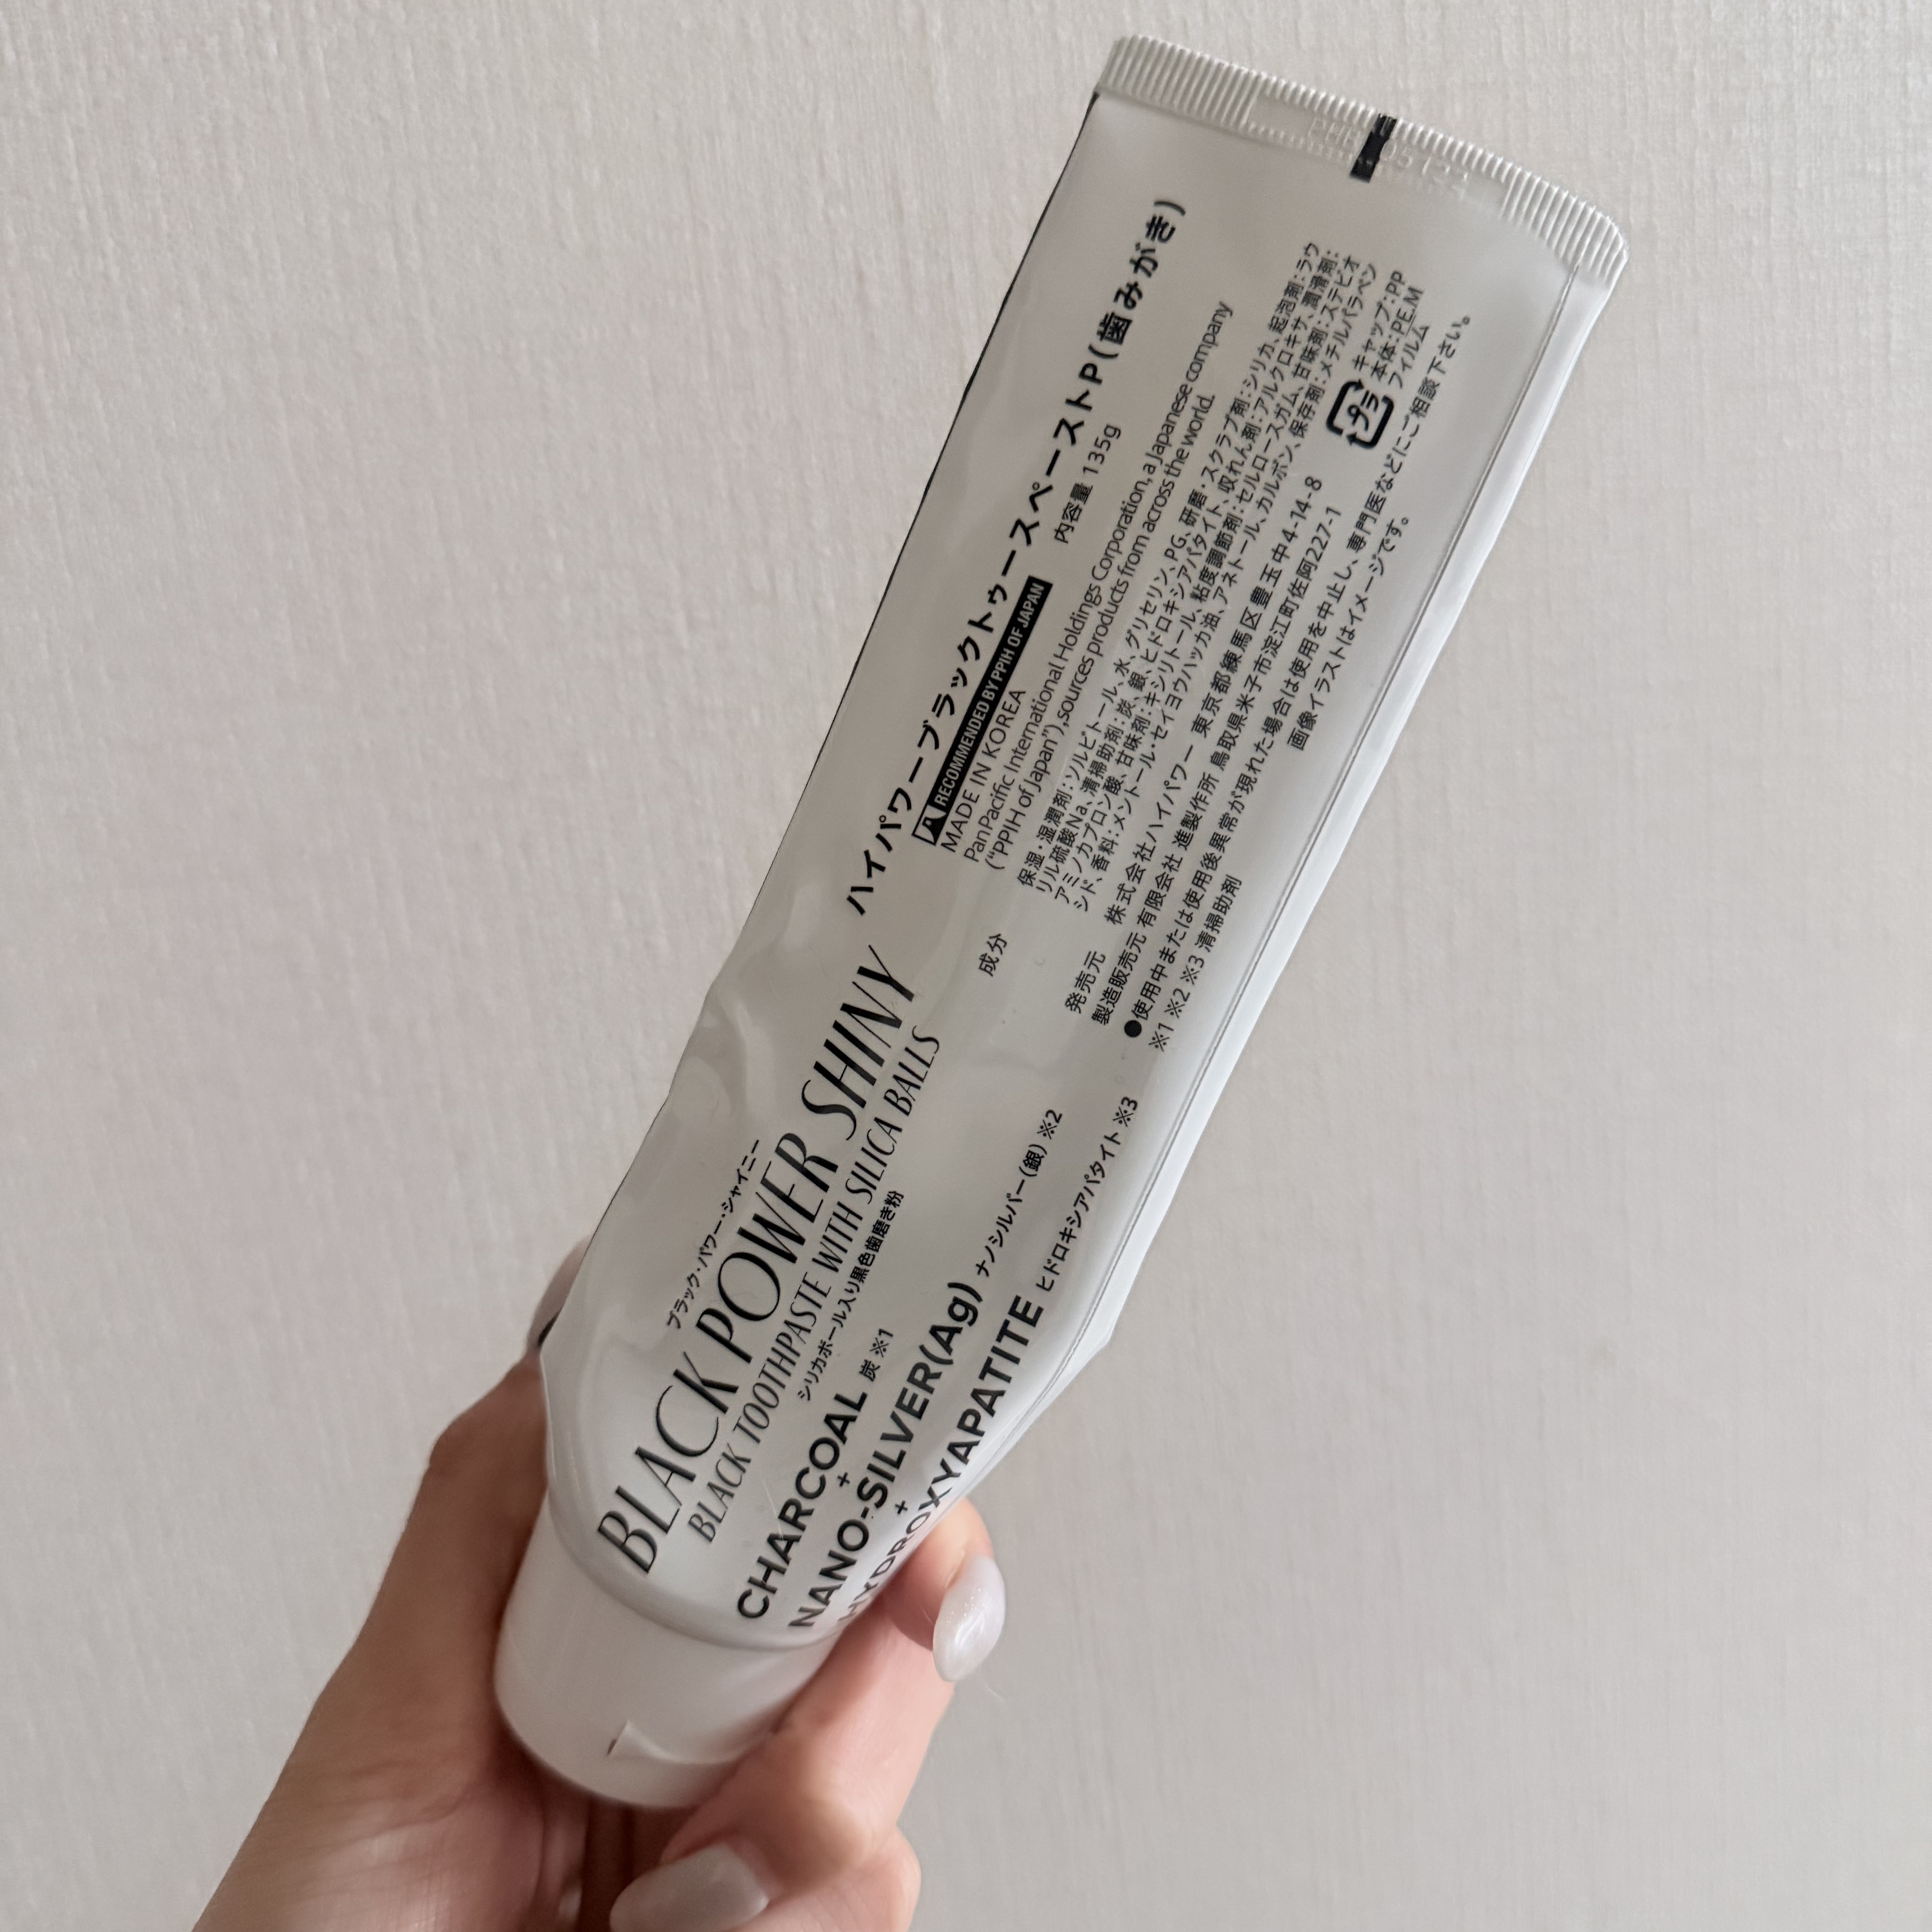 ブラック・パワー・シャイニー
BLACK POWER SHINY
BLACK TOOTHPASTE WITH SILICA BALLS
シリカボール入り黒色歯磨き粉
CHARCOAL 炭 ※1
+
NANO-SILVER(Ag) ナノシルバー(銀) ※2
+
HYDROXYAPATITE ヒドロキシアパタイト ※3
ハイパワーブラックトゥースペーストP(歯みがき)
RECOMMENDED BY PPIH OF JAPAN
内容量 135g
MADE IN KOREA
Pan Pacific International Holdings Corporation, a Japanese company
("PPIH of Japan"),sources products from across the world.
成分
保湿・湿潤剤:ソルビトール、水、グリセリン、PG、研磨・スクラブ剤:シリカ、起泡剤:ラウ
リル硫酸Na、清掃助剤:炭、銀、ヒドロキシアパタイト、収れん剤:アルクロキサ、潤滑剤:
アミノカプロン酸、甘味剤:キシリトール、粘度調節剤:セルロースガム、甘味剤:ステビオ
シド、香料:メントール・セイヨウハッカ油、アネトール、カルボン、保存剤:メチルパラベン
発売元 株式会社ハイパワー 東京都練馬区豊玉中4-14-8
製造販売元 有限会社 進製作所 鳥取県米子市淀江町佐阿227-1
プラ
キャップ:PP
本体:PE.M
フィルム
●使用中または使用後異常が現れた場合は使用を中止し、専門医などにご相談下さい。
※1 ※2 ※3 清掃助剤
画像イラストはイメージです。